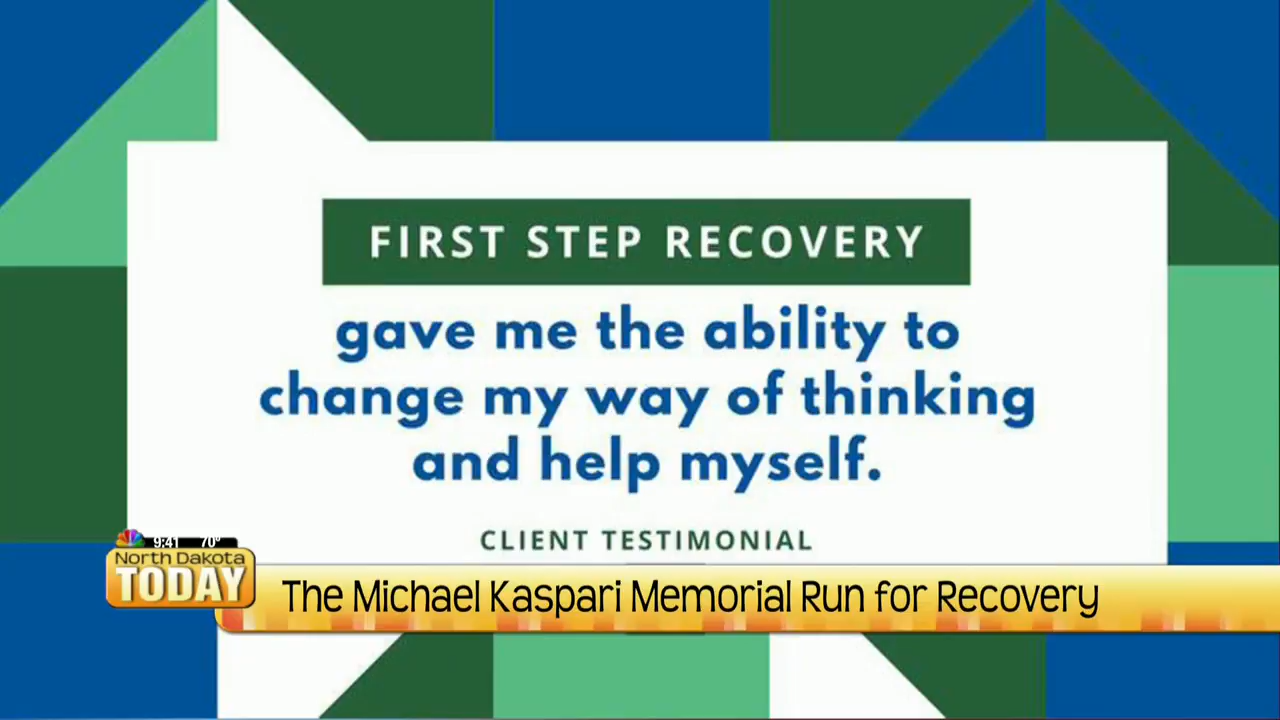 FIRST STEP RECOVERY
gave me the ability to
change my way of thinking
and help myself.
CLIENT TESTIMONIAL
9:41 70°
North Dakota
TODAY
The Michael Kaspari Memorial Run for Recovery